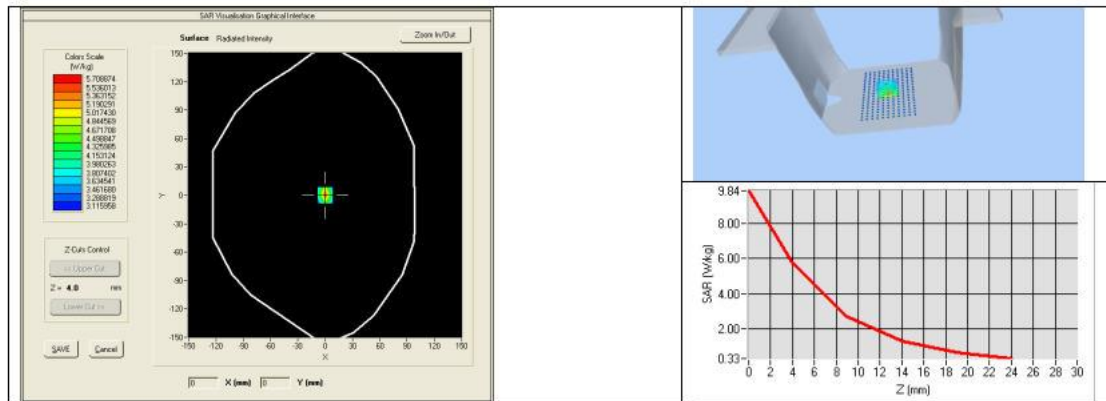 SAR Visualisation Graphical Interface
Surface Radiated Intensity
Zoom In/Out
Colors Scale
(W/kg)
5.708874
5.536013
5.363152
5.190291
5.017430
4.844569
4.671708
4.498847
4.325985
4.153124
3.980263
3.807402
3.634541
3.461680
3.288819
3.115958
150
120
90
60
30
0
-30
-60
-90
-120
-150
Y
-150 -120 -90 -60 -30 0 30 60 90 120 150
X
Z-Cuts Control
<< Upper Cut
Z = 4.0 mm
Lower Cut >>
SAVE Cancel
0 X (mm) 0 Y (mm)
9.84
8.00
6.00
4.00
2.00
0.33
SAR (W/kg)
0 2 4 6 8 10 12 14 16 18 20 22 24 26 28 30
Z (mm)